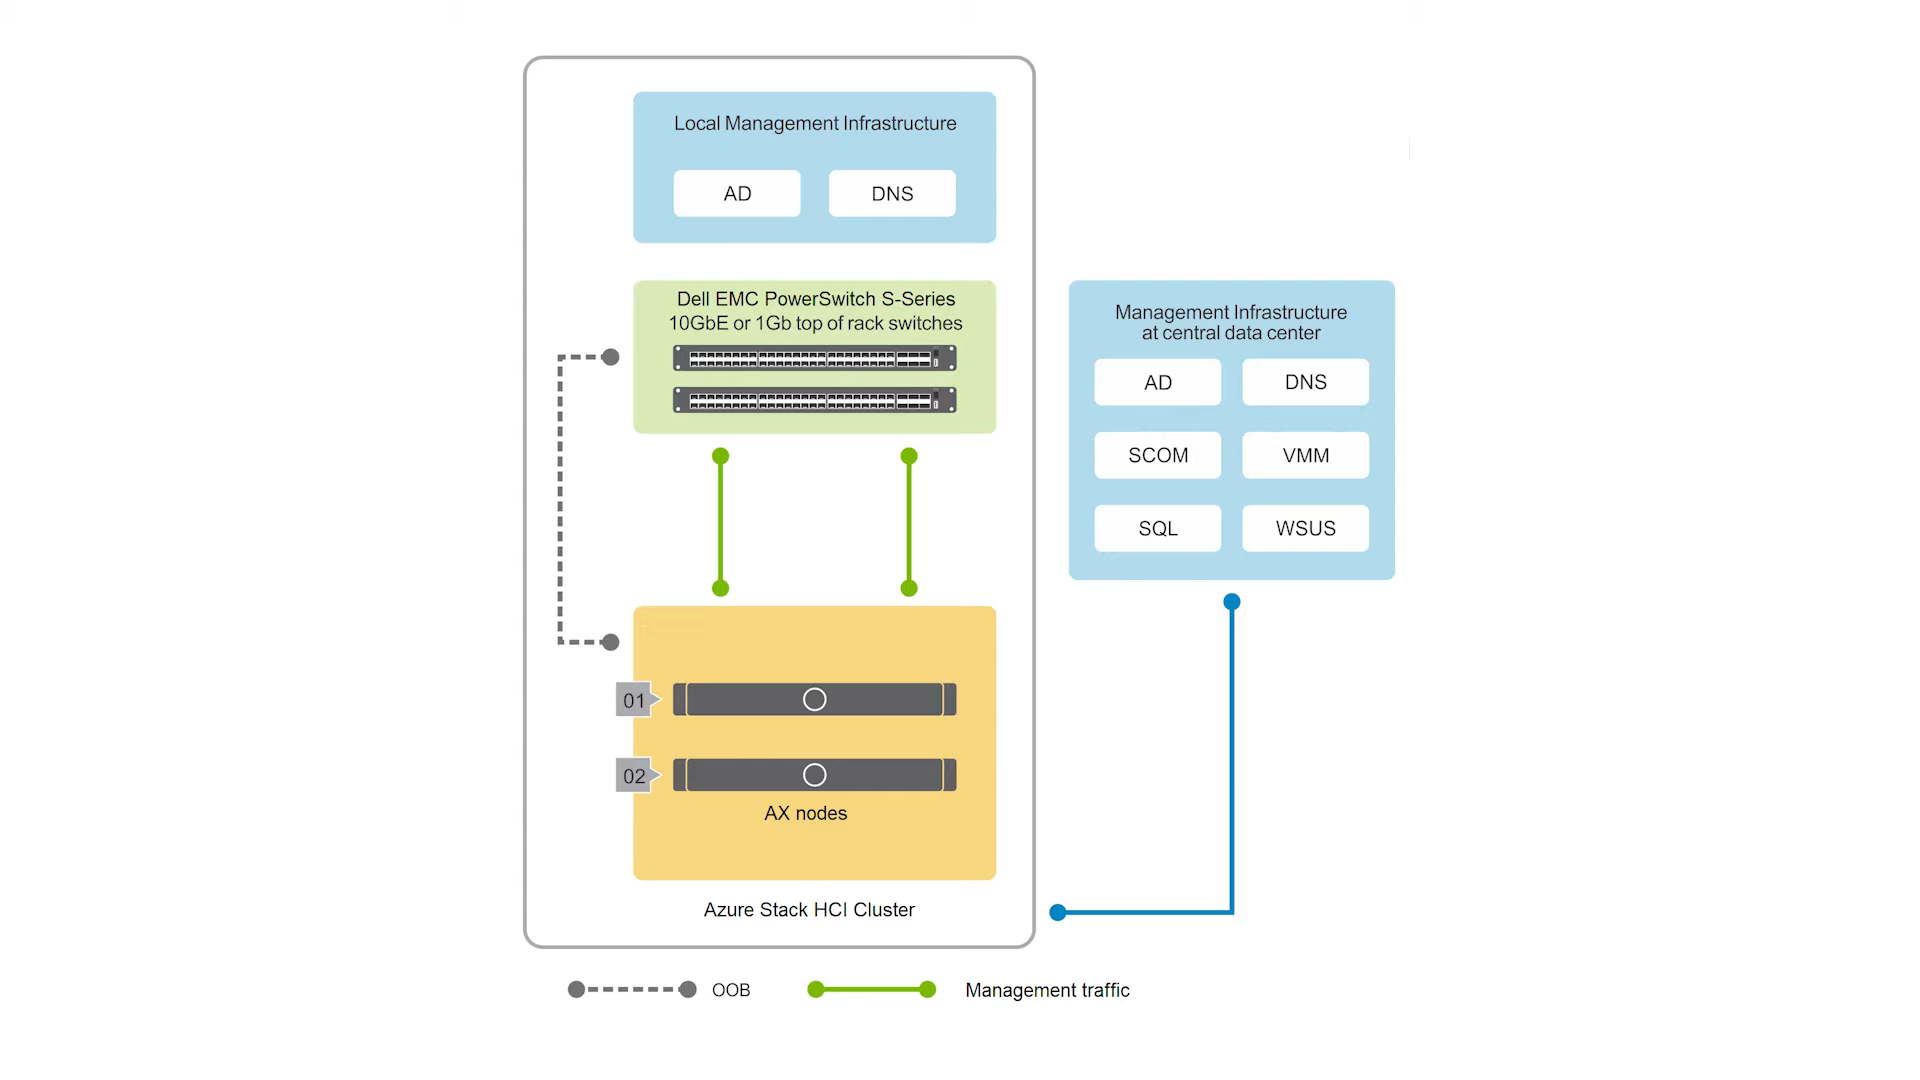 Local Management Infrastructure
AD
DNS
Dell EMC PowerSwitch S-Series
10GbE or 1Gb top of rack switches
Management Infrastructure
at central data center
AD
DNS
SCOM
VMM
SQL
WSUS
01
02
AX nodes
Azure Stack HCI Cluster
OOB
Management traffic